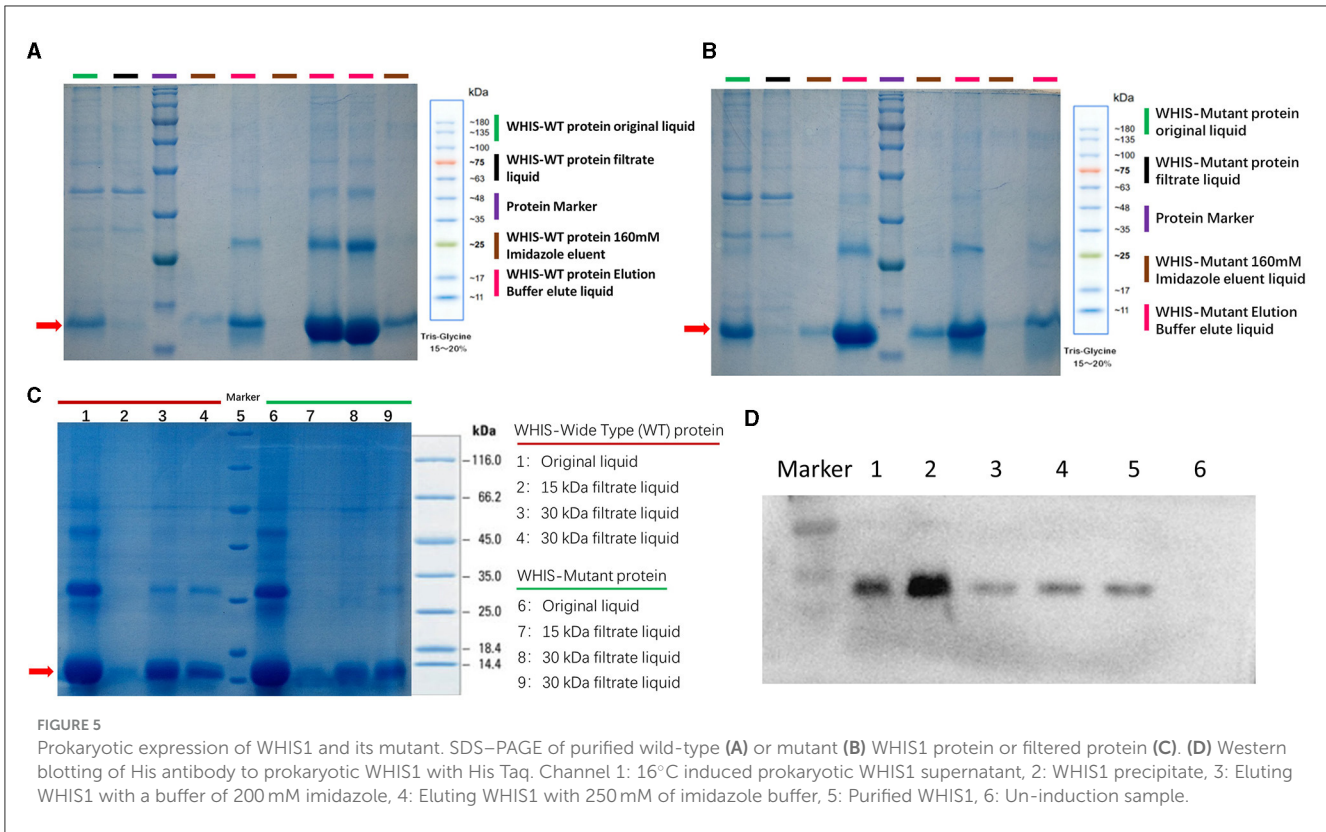 A
kDa
~180
~135
~100
~75
~63
~48
~35
~25
~17
~11
Tris-Glycine
15~20%
WHIS-WT protein original liquid
WHIS-WT protein filtrate
liquid
Protein Marker
WHIS-WT protein 160mM
Imidazole eluent
WHIS-WT protein Elution
Buffer elute liquid
B
kDa
~180
~135
~100
~75
~63
~48
~35
~25
~17
~11
Tris-Glycine
15~20%
WHIS-Mutant protein
original liquid
WHIS-Mutant protein
filtrate liquid
Protein Marker
WHIS-Mutant 160mM
Imidazole eluent liquid
WHIS-Mutant Elution
Buffer elute liquid
C
Marker
1 2 3 4 5 6 7 8 9
kDa
116.0
66.2
45.0
35.0
25.0
18.4
14.4
WHIS-Wide Type (WT) protein
1: Original liquid
2: 15 kDa filtrate liquid
3: 30 kDa filtrate liquid
4: 30 kDa filtrate liquid
WHIS-Mutant protein
6: Original liquid
7: 15 kDa filtrate liquid
8: 30 kDa filtrate liquid
9: 30 kDa filtrate liquid
D
Marker 1 2 3 4 5 6
FIGURE 5
Prokaryotic expression of WHIS1 and its mutant. SDS–PAGE of purified wild-type (A) or mutant (B) WHIS1 protein or filtered protein (C). (D) Western
blotting of His antibody to prokaryotic WHIS1 with His Taq. Channel 1: 16°C induced prokaryotic WHIS1 supernatant, 2: WHIS1 precipitate, 3: Eluting
WHIS1 with a buffer of 200 mM imidazole, 4: Eluting WHIS1 with 250 mM of imidazole buffer, 5: Purified WHIS1, 6: Un-induction sample.